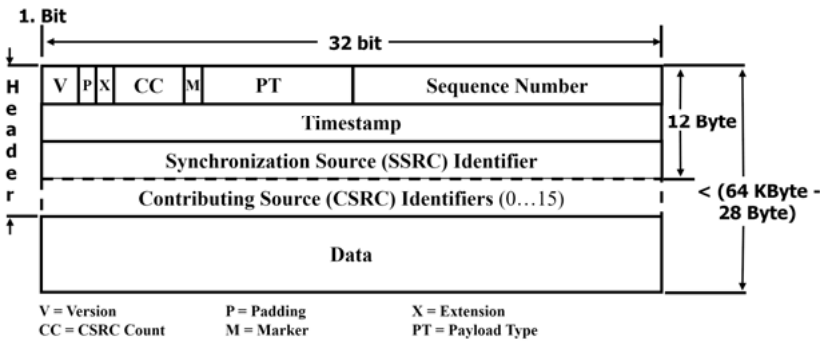 1. Bit
32 bit
Header
V P X CC M PT Sequence Number
Timestamp
12 Byte
Synchronization Source (SSRC) Identifier
Contributing Source (CSRC) Identifiers (0…15)
< (64 KByte -
28 Byte)
Data
V = Version P = Padding X = Extension
CC = CSRC Count M = Marker PT = Payload Type